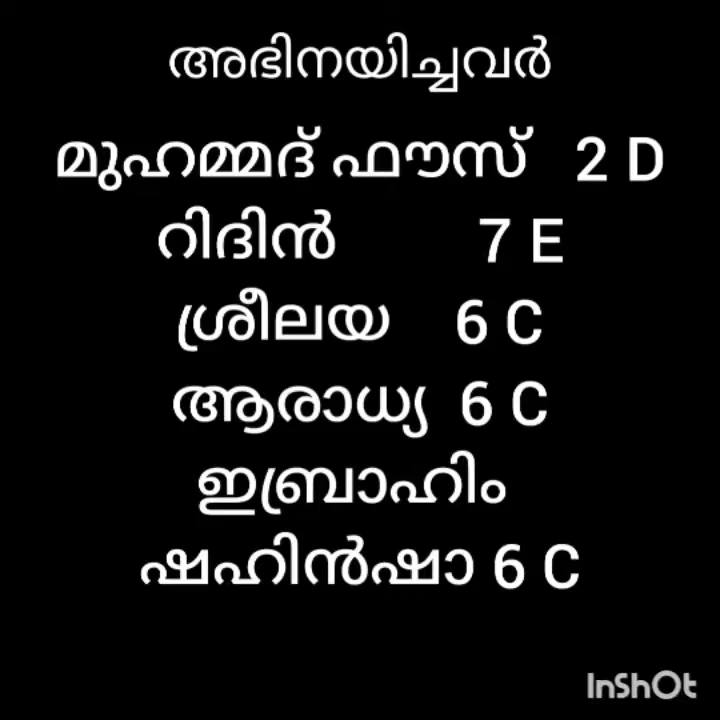 അഭിനയിച്ചവർ
മുഹമ്മദ് ഫൗസ് 2 D
റിദിൻ 7 E
ശ്രീലയ 6 C
ആരാധ്യ 6 C
ഇബ്രാഹിം
ഷഹിൻഷാ 6 C
InShOt